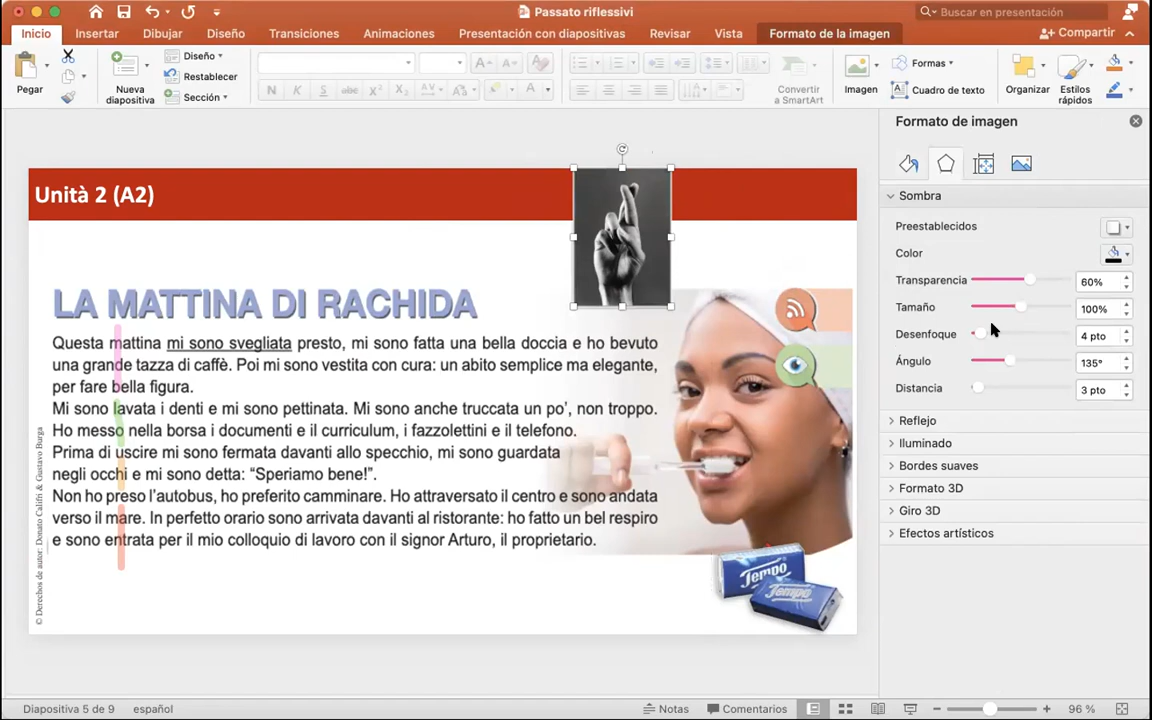 Passato riflessivi
Buscar en presentación
Inicio
Insertar
Dibujar
Diseño
Transiciones
Animaciones
Presentación con diapositivas
Revisar
Vista
Formato de la imagen
Compartir
Pegar
Nueva
diapositiva
Diseño
Restablecer
Sección
N K S abc X² X₂ AV Aa
A
Convertir
a SmartArt
Imagen
Formas
Cuadro de texto
Organizar
Estilos
rápidos
Unità 2 (A2)
LA MATTINA DI RACHIDA
Questa mattina mi sono svegliata presto, mi sono fatta una bella doccia e ho bevuto
una grande tazza di caffè. Poi mi sono vestita con cura: un abito semplice ma elegante,
per fare bella figura.
Mi sono lavata i denti e mi sono pettinata. Mi sono anche truccata un po’, non troppo.
Ho messo nella borsa i documenti e il curriculum, i fazzolettini e il telefono.
Prima di uscire mi sono fermata davanti allo specchio, mi sono guardata
negli occhi e mi sono detta: “Speriamo bene!”.
Non ho preso l’autobus, ho preferito camminare. Ho attraversato il centro e sono andata
verso il mare. In perfetto orario sono arrivata davanti al ristorante: ho fatto un bel respiro
e sono entrata per il mio colloquio di lavoro con il signor Arturo, il proprietario.
© Derechos de autor: Donato Califri & Gustavo Burga
Tempo
Tempo
Formato de imagen
Sombra
Preestablecidos
Color
Transparencia 60%
Tamaño 100%
Desenfoque 4 pto
Ángulo 135°
Distancia 3 pto
Reflejo
Iluminado
Bordes suaves
Formato 3D
Giro 3D
Efectos artísticos
Diapositiva 5 de 9
español
Notas
Comentarios
96 %